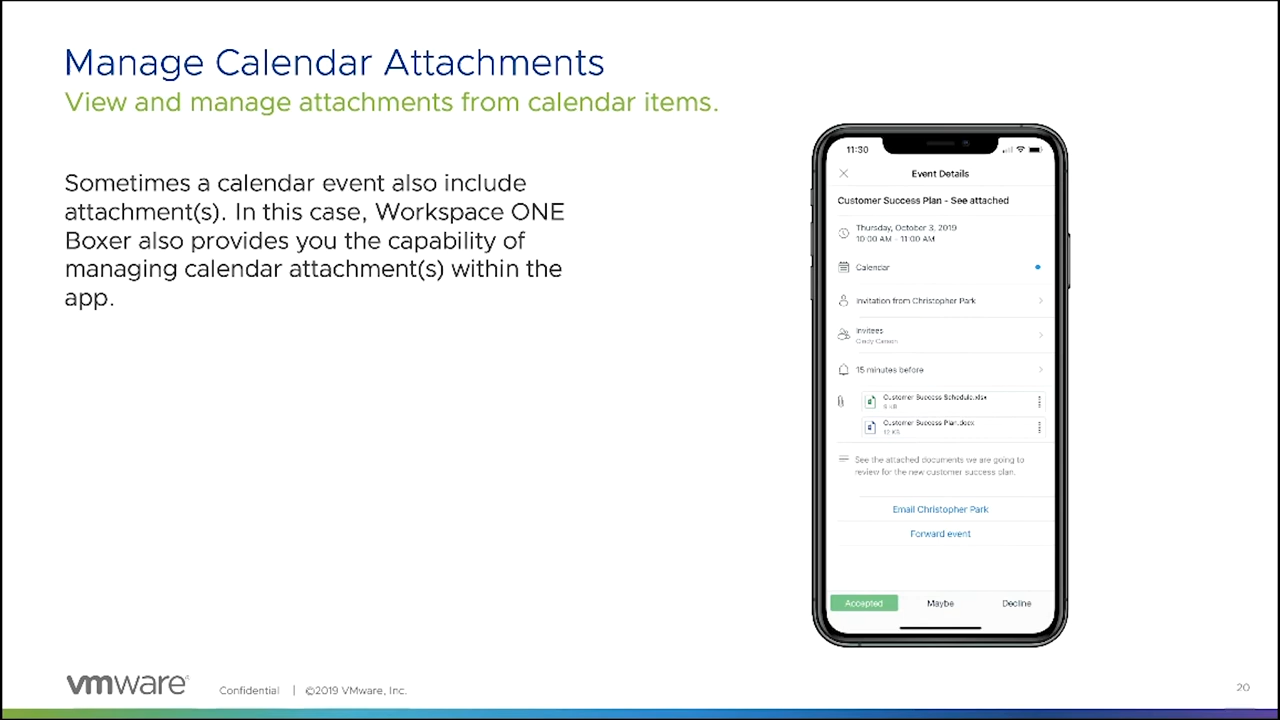 Manage Calendar Attachments
View and manage attachments from calendar items.
Sometimes a calendar event also include
attachment(s). In this case, Workspace ONE
Boxer also provides you the capability of
managing calendar attachment(s) within the
app.
11:30
Event Details
Customer Success Plan - See attached
Thursday, October 3, 2019
10:00 AM - 11:00 AM
Calendar
Invitation from Christopher Park
Invitees
Cindy
15 minutes before
Customer Success Schedule.xlsx
KB
Customer Success Plan.docx
12 KB
See the attached documents we are going to
review for the new customer success plan.
Email Christopher Park
Forward event
Accepted Maybe Decline
vmware
Confidential | ©2019 VMware, Inc.
20